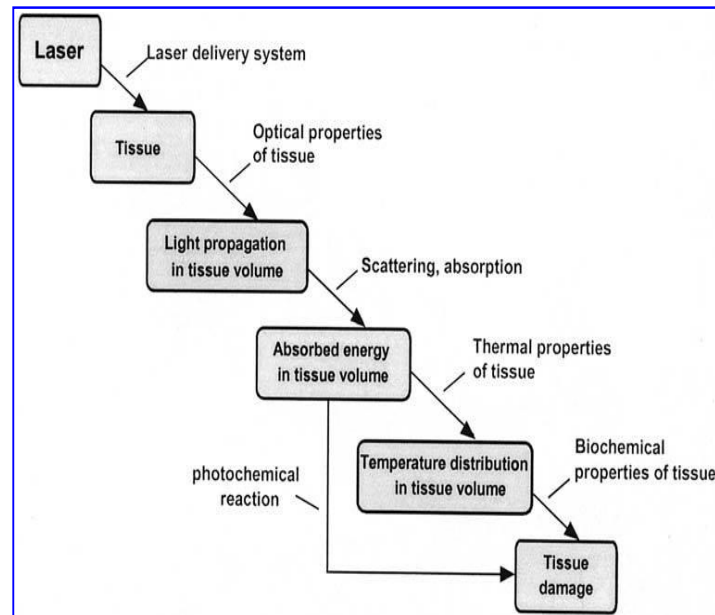 Laser
Laser delivery system
Tissue
Optical properties
of tissue
Light propagation
in tissue volume
Scattering, absorption
Absorbed energy
in tissue volume
Thermal properties
of tissue
photochemical
reaction
Temperature distribution
in tissue volume
Biochemical
properties of tissue
Tissue
damage